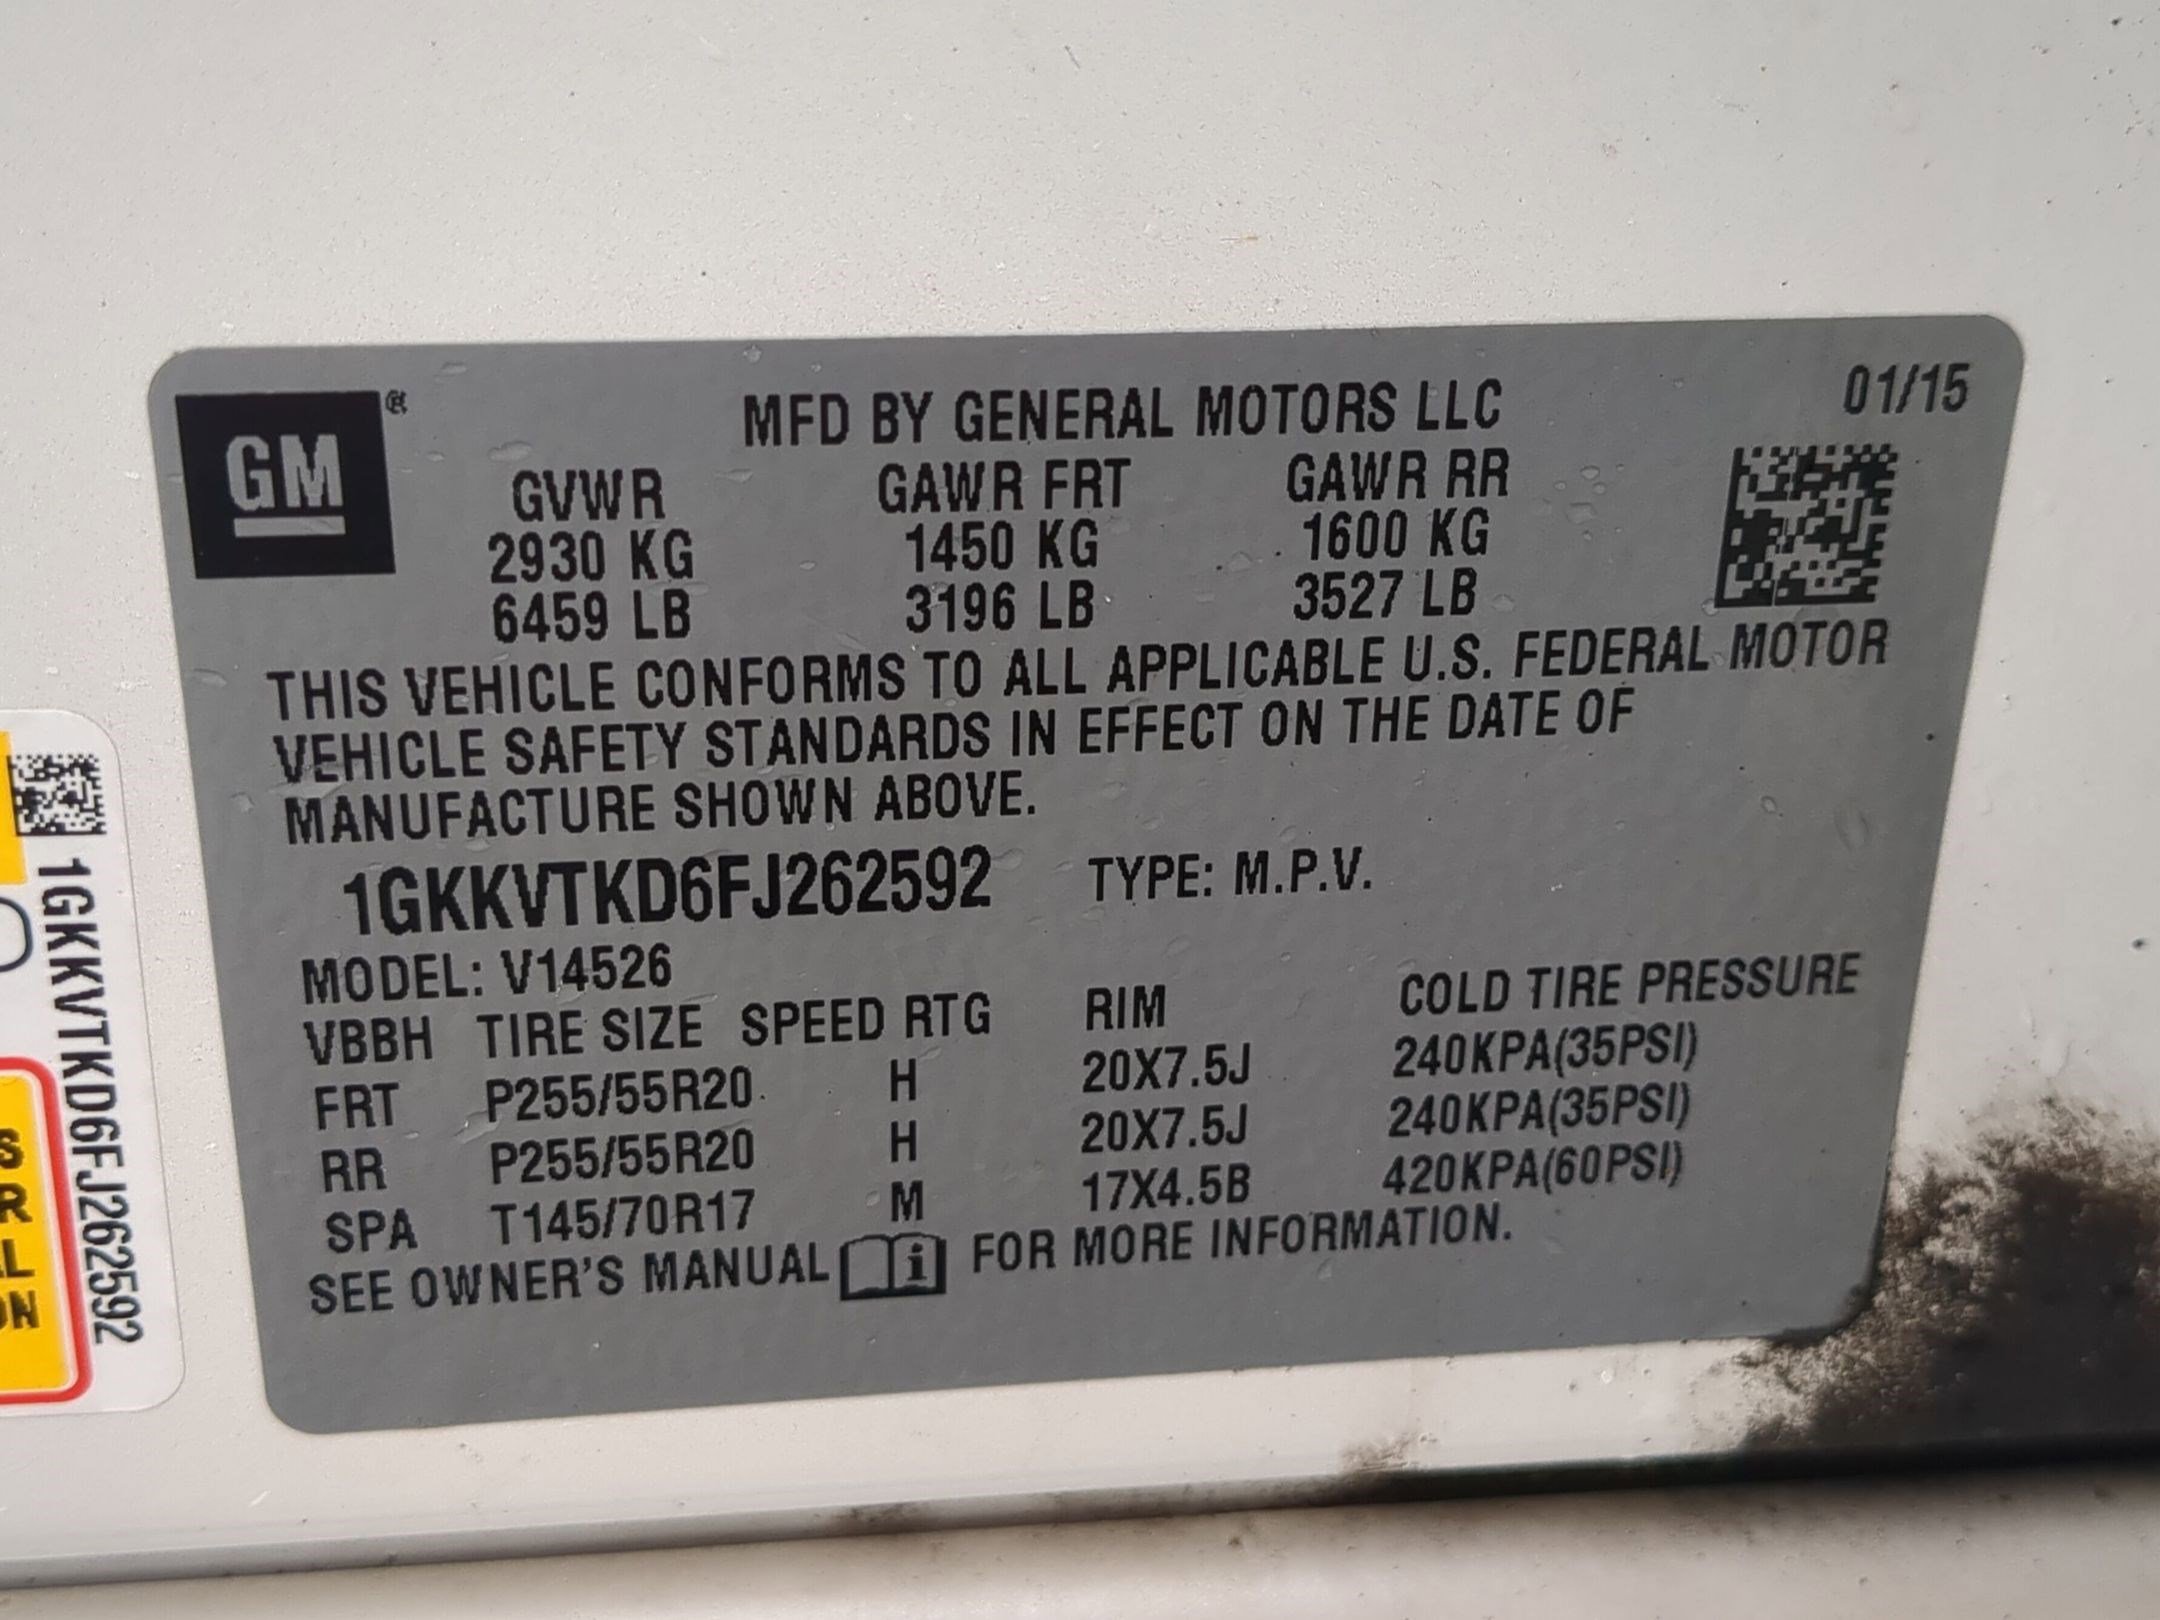 GM ®
MFD BY GENERAL MOTORS LLC 01/15
GVWR GAWR FRT GAWR RR
2930 KG 1450 KG 1600 KG
6459 LB 3196 LB 3527 LB
THIS VEHICLE CONFORMS TO ALL APPLICABLE U.S. FEDERAL MOTOR
VEHICLE SAFETY STANDARDS IN EFFECT ON THE DATE OF
MANUFACTURE SHOWN ABOVE.
1GKKVTKD6FJ262592 TYPE: M.P.V.
MODEL: V14526
VBBH TIRE SIZE SPEED RTG RIM COLD TIRE PRESSURE
FRT P255/55R20 H 20X7.5J 240KPA(35PSI)
RR P255/55R20 H 20X7.5J 240KPA(35PSI)
SPA T145/70R17 M 17X4.5B 420KPA(60PSI)
SEE OWNER'S MANUAL i FOR MORE INFORMATION.
1GKKVTKD6FJ262592